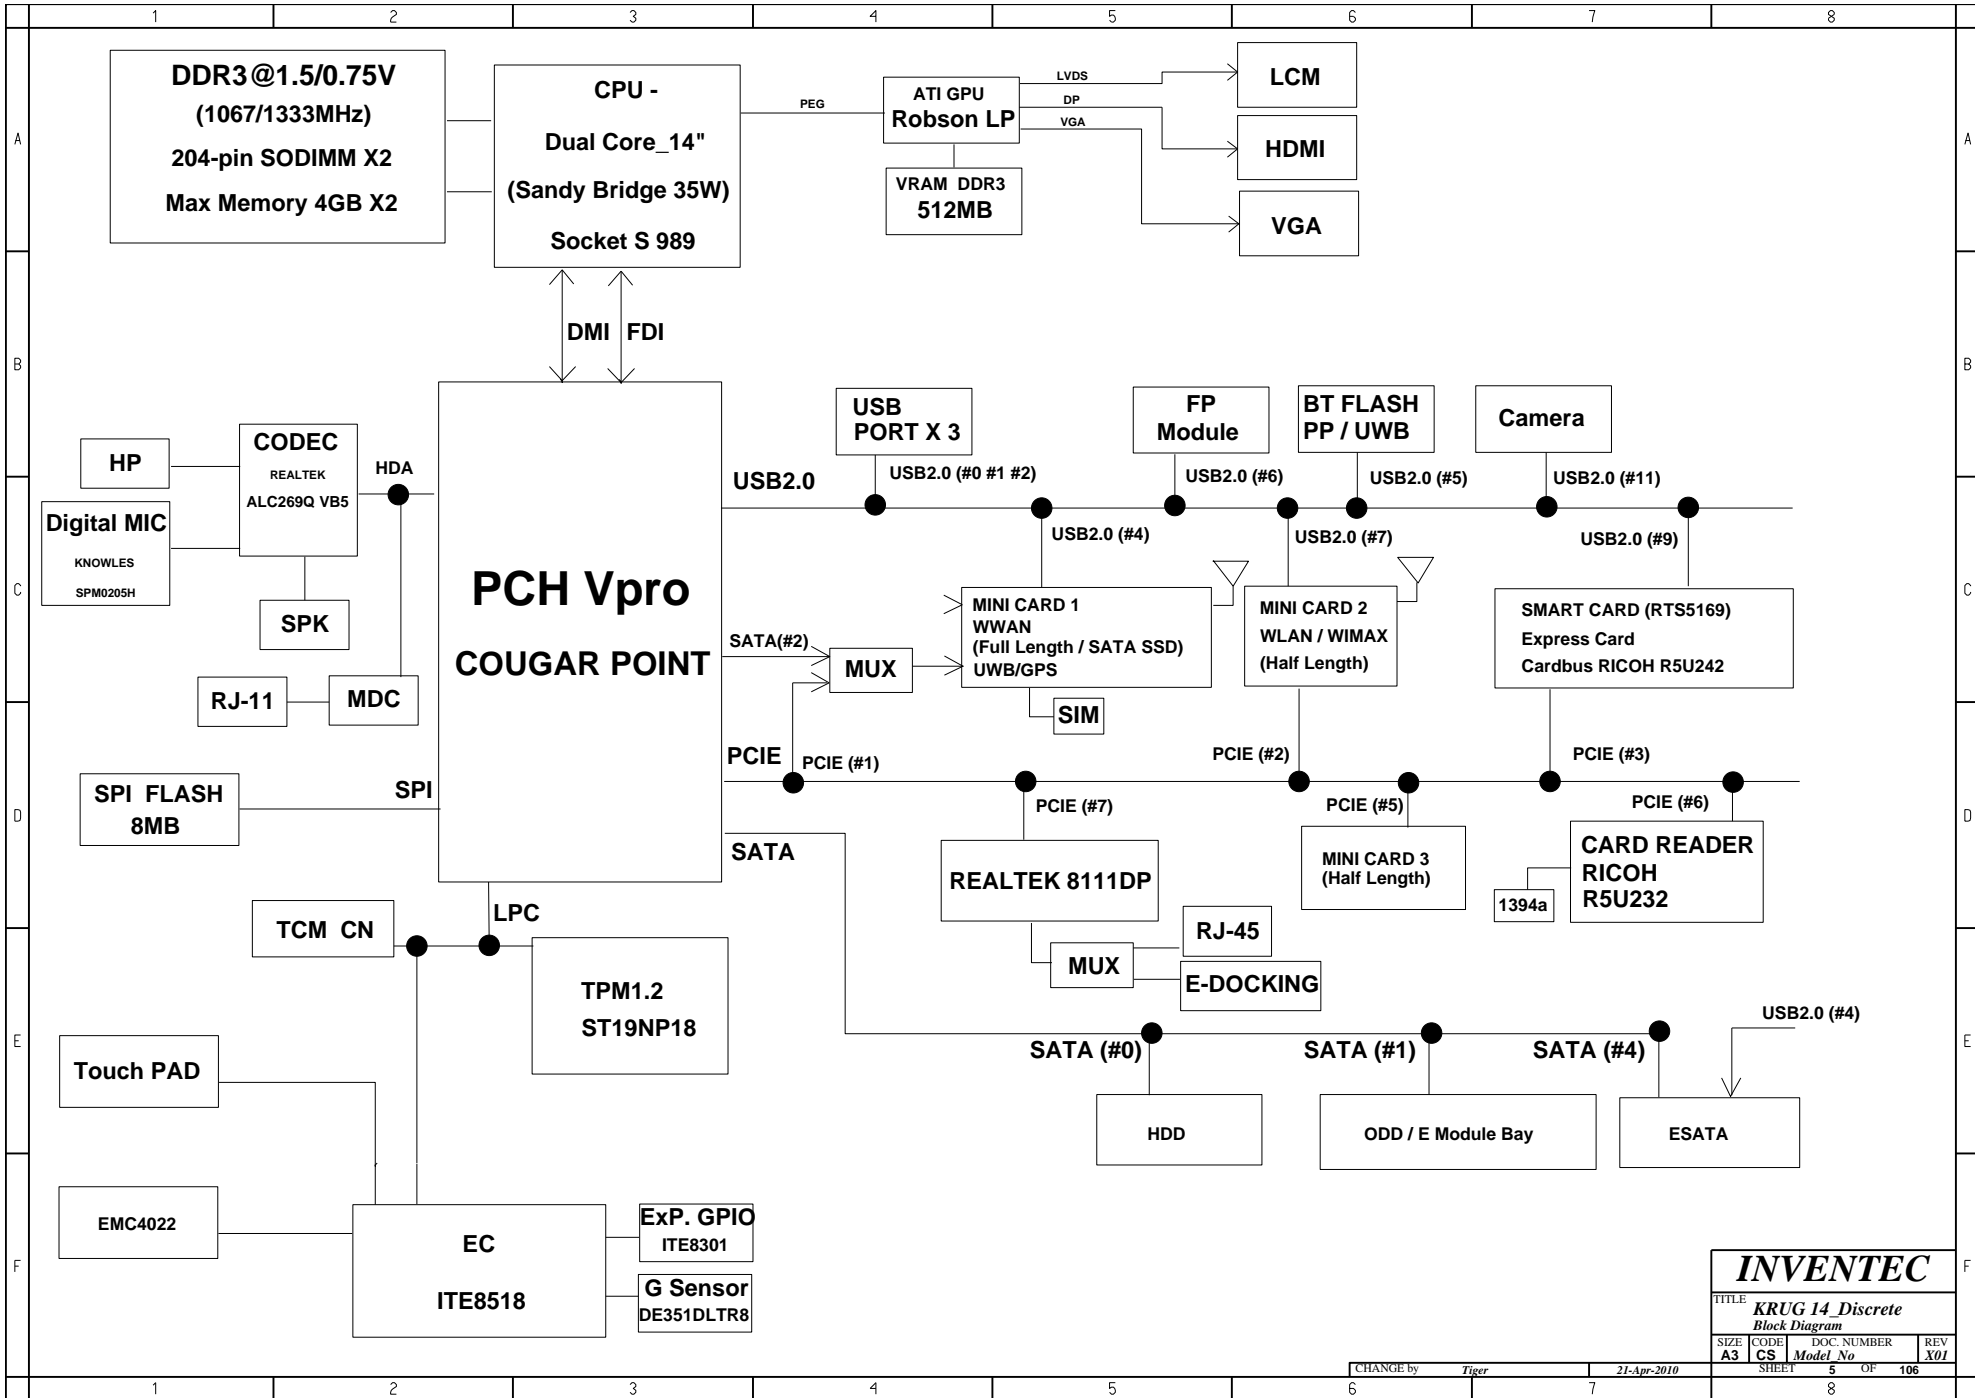 1 2 3 4 5 6 7 8
A
B
C
D
E
F
DDR3@1.5/0.75V
(1067/1333MHz)
204-pin SODIMM X2
Max Memory 4GB X2
CPU -
Dual Core_14"
(Sandy Bridge 35W)
Socket S 989
PEG
ATI GPU
Robson LP
VRAM DDR3
512MB
LVDS
DP
VGA
LCM
HDMI
VGA
A
B
C
D
E
F
DMI FDI
HP
CODEC
REALTEK
ALC269Q VB5
HDA
Digital MIC
KNOWLES
SPM0205H
SPK
RJ-11
MDC
SPI FLASH
8MB
SPI
PCH Vpro
COUGAR POINT
USB2.0
USB
PORT X 3
USB2.0 (#0 #1 #2)
FP
Module
USB2.0 (#6)
BT FLASH
PP / UWB
USB2.0 (#5)
Camera
USB2.0 (#11)
USB2.0 (#4)
USB2.0 (#7)
USB2.0 (#9)
SATA(#2)
MUX
MINI CARD 1
WWAN
(Full Length / SATA SSD)
UWB/GPS
SIM
MINI CARD 2
WLAN / WIMAX
(Half Length)
SMART CARD (RTS5169)
Express Card
Cardbus RICOH R5U242
PCIE
PCIE (#1)
PCIE (#2)
PCIE (#3)
PCIE (#7)
PCIE (#5)
PCIE (#6)
SATA
REALTEK 8111DP
MINI CARD 3
(Half Length)
CARD READER
RICOH
R5U232
1394a
MUX
RJ-45
E-DOCKING
LPC
TCM CN
TPM1.2
ST19NP18
SATA (#0)
SATA (#1)
SATA (#4)
USB2.0 (#4)
HDD
ODD / E Module Bay
ESATA
Touch PAD
EMC4022
EC
ITE8518
ExP. GPIO
ITE8301
G Sensor
DE351DLTR8
INVENTEC
TITLE
KRUG 14_Discrete
Block Diagram
SIZE CODE DOC. NUMBER REV
A3 CS Model_No X01
CHANGE by Tiger 21-Apr-2010 SHEET 5 OF 106
1 2 3 4 5 6 7 8